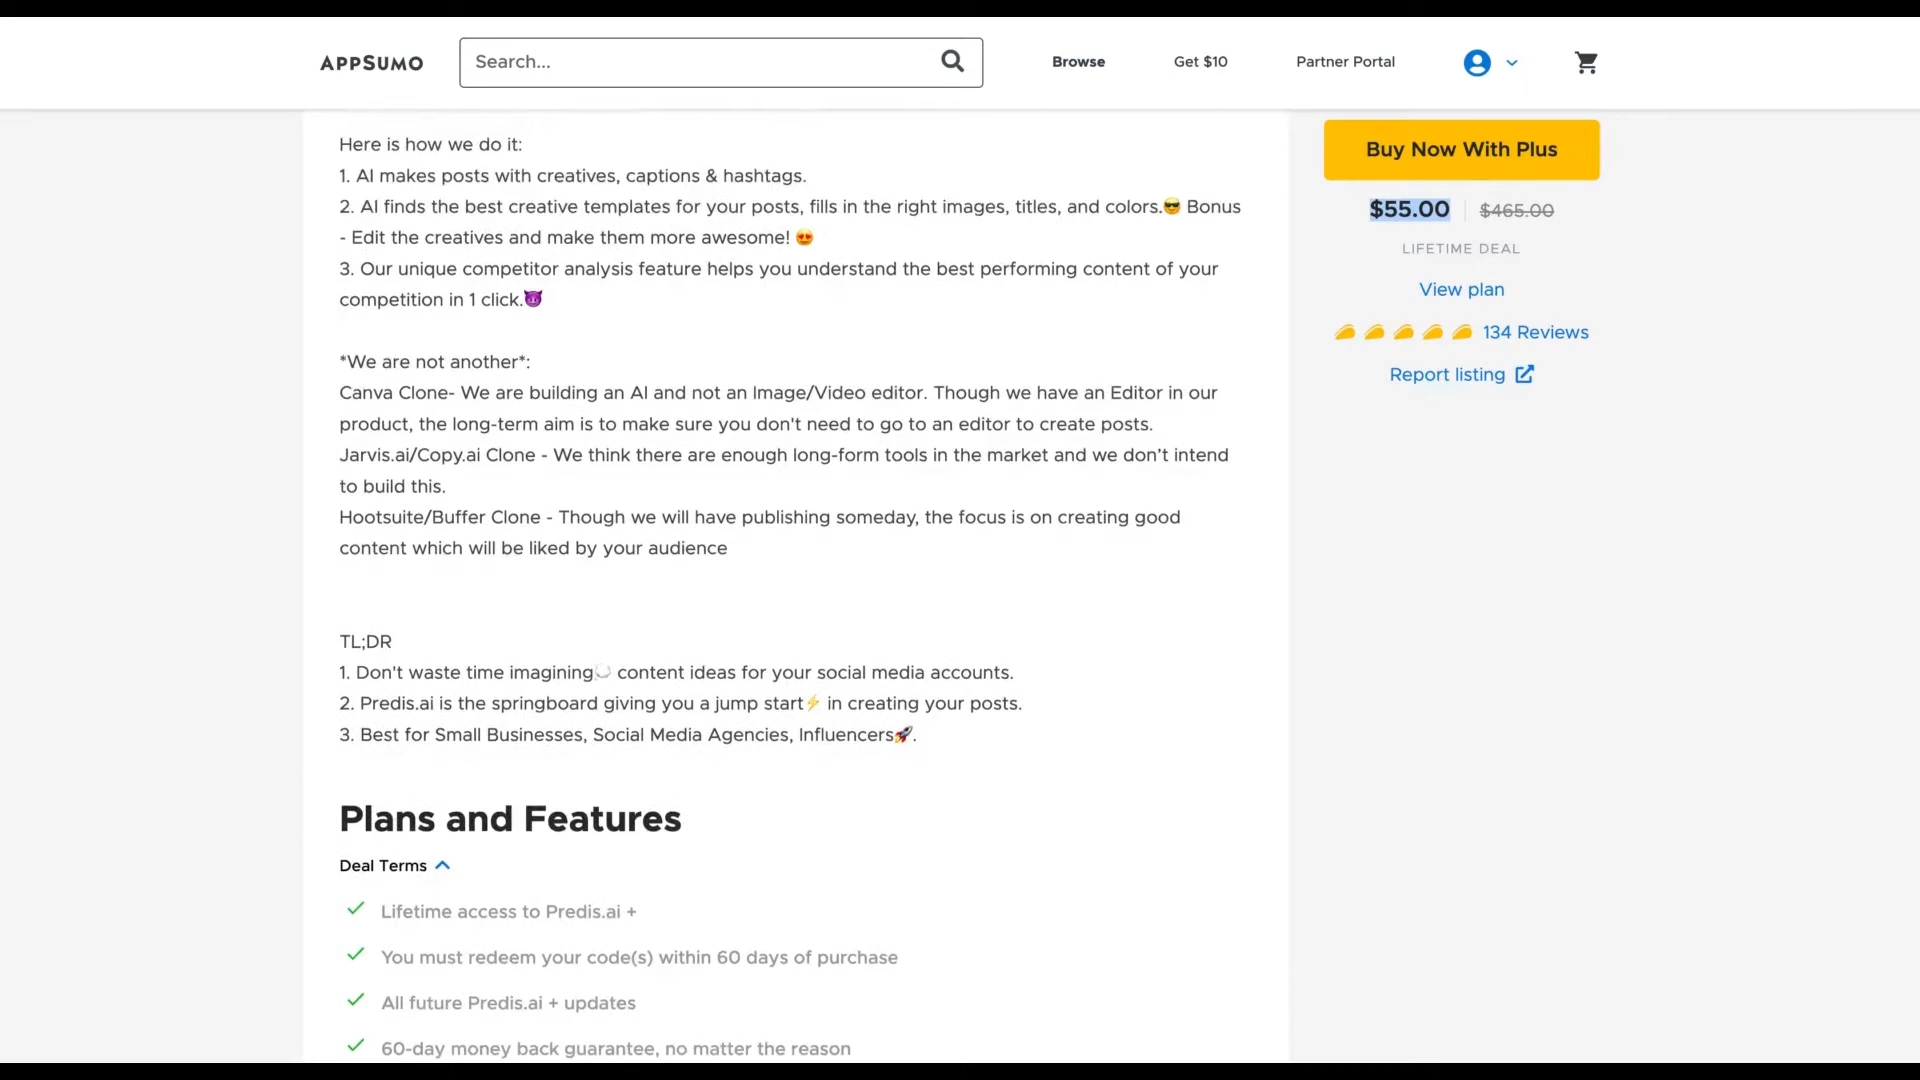 APPSUMO
Search...
Browse
Get $10
Partner Portal
Here is how we do it:
1. AI makes posts with creatives, captions & hashtags.
2. AI finds the best creative templates for your posts, fills in the right images, titles, and colors.😎 Bonus
- Edit the creatives and make them more awesome! 😍
3. Our unique competitor analysis feature helps you understand the best performing content of your
competition in 1 click.😈
*We are not another*:
Canva Clone- We are building an AI and not an Image/Video editor. Though we have an Editor in our
product, the long-term aim is to make sure you don't need to go to an editor to create posts.
Jarvis.ai/Copy.ai Clone - We think there are enough long-form tools in the market and we don’t intend
to build this.
Hootsuite/Buffer Clone - Though we will have publishing someday, the focus is on creating good
content which will be liked by your audience
TL;DR
1. Don't waste time imagining💭 content ideas for your social media accounts.
2. Predis.ai is the springboard giving you a jump start⚡ in creating your posts.
3. Best for Small Businesses, Social Media Agencies, Influencers🚀.
Plans and Features
Deal Terms
Lifetime access to Predis.ai +
You must redeem your code(s) within 60 days of purchase
All future Predis.ai + updates
60-day money back guarantee, no matter the reason
Buy Now With Plus
$55.00 $465.00
LIFETIME DEAL
View plan
134 Reviews
Report listing